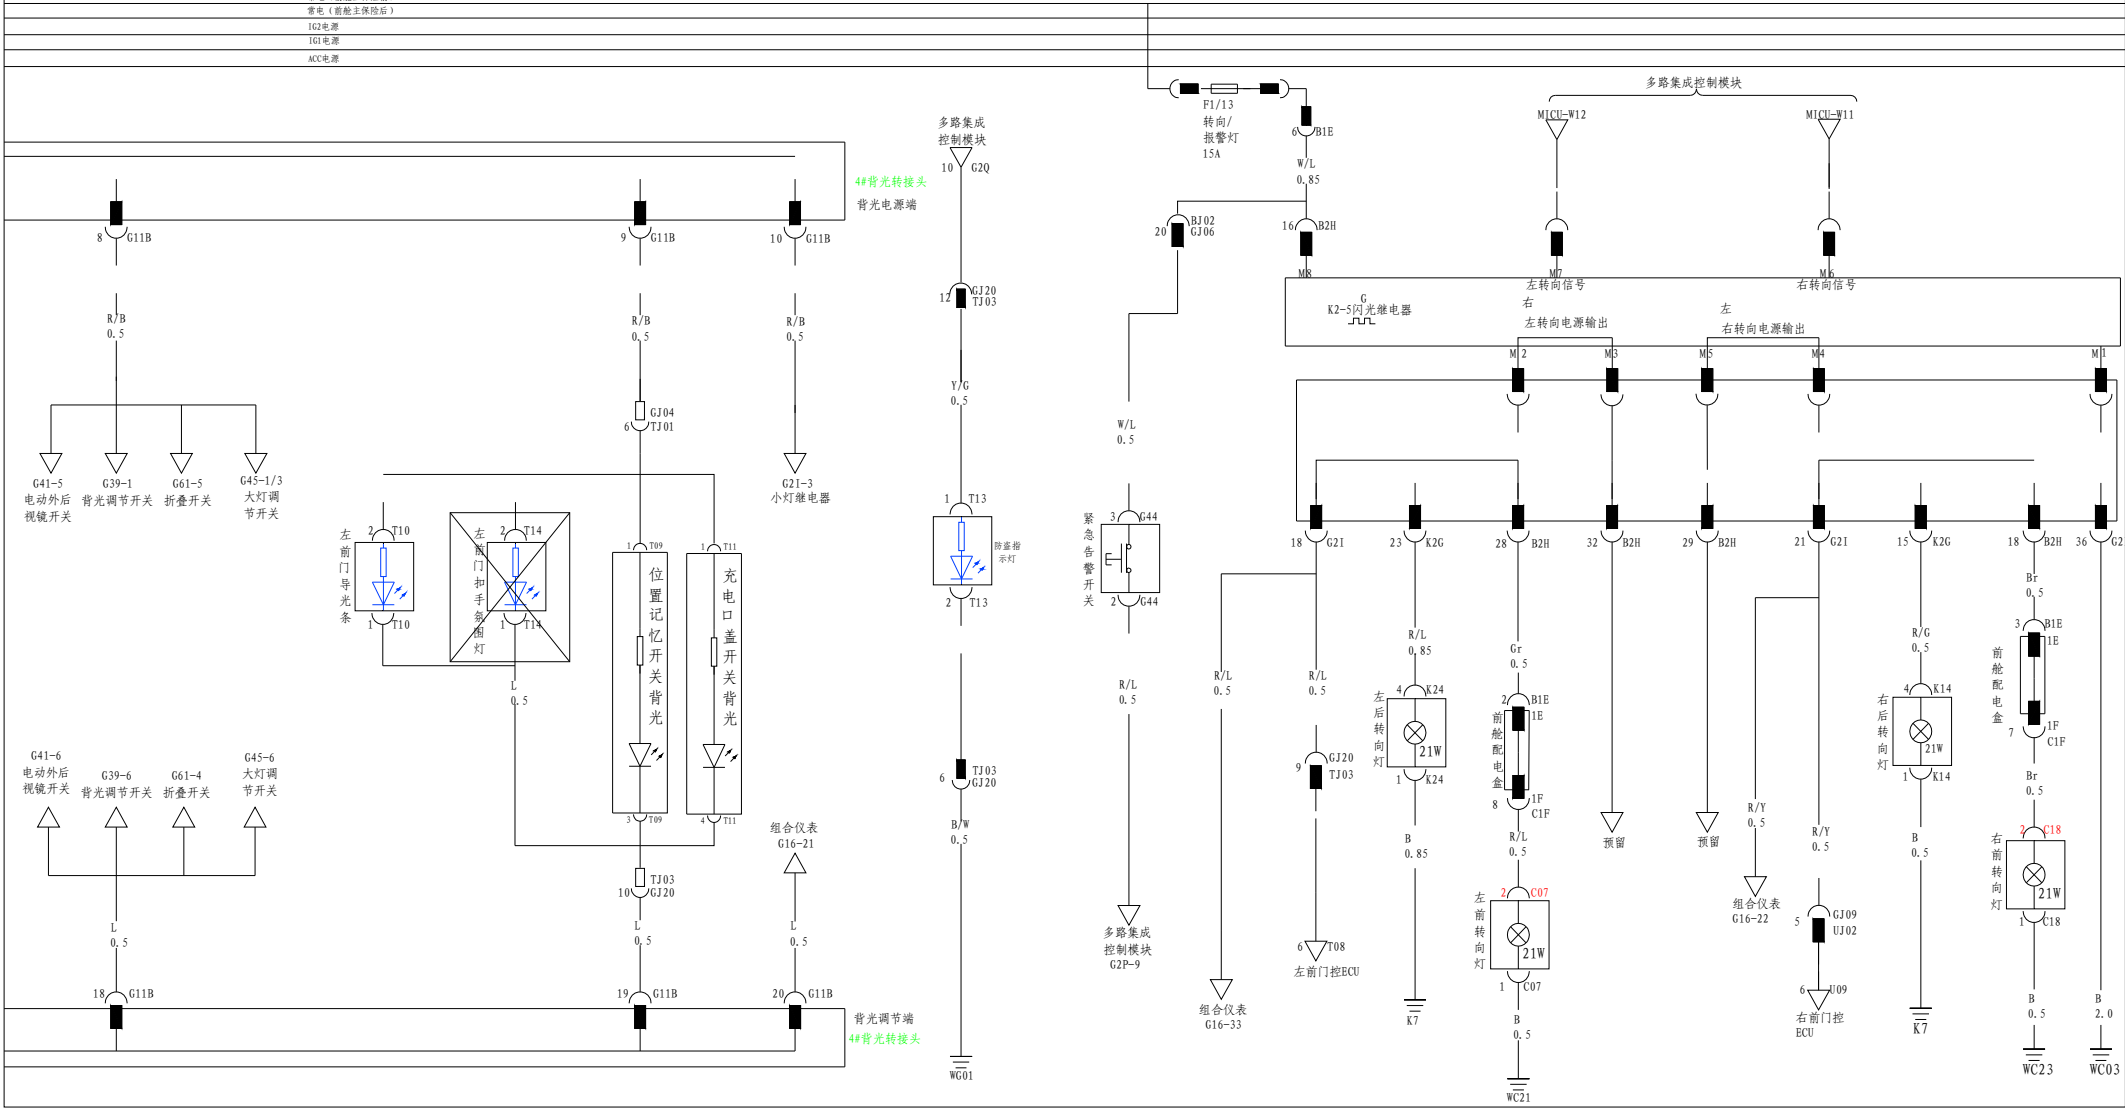 常电（前舱主保险后）
IG2电源
IG1电源
ACC电源
4#背光转接头
背光电源端
8
G11B
9
G11B
10
G11B
R/B
0.5
R/B
0.5
R/B
0.5
G41-5
电动外后
视镜开关
G39-1
背光调节开关
G61-5
折叠开关
G45-1/3
大灯调
节开关
GJ04
6
TJ01
G2I-3
小灯继电器
左前门导光条
2
T10
1
T10
左前门扣手氛围灯
2
T14
1
T14
L
0.5
1
T09
位置记忆开关背光
3
T09
1
T11
充电口盖开关背光
4
T11
TJ03
10
GJ20
L
0.5
G41-6
电动外后
视镜开关
G39-6
背光调节开关
G61-4
折叠开关
G45-6
大灯调
节开关
L
0.5
组合仪表
G16-21
L
0.5
18
G11B
19
G11B
20
G11B
背光调节端
4#背光转接头
多路集成
控制模块
10
G2Q
12
GJ20
TJ03
Y/G
0.5
1
T13
防盗指
示灯
2
T13
6
TJ03
GJ20
B/W
0.5
WG01
F1/13
转向/
报警灯
15A
6
B1E
W/L
0.85
20
BJ02
GJ06
16
B2H
M8
W/L
0.5
紧急告警开关
3
G44
2
G44
R/L
0.5
多路集成
控制模块
G2P-9
多路集成控制模块
MICU-W12
MICU-W11
M7
M6
左转向信号
右转向信号
G
K2-5闪光继电器
右
左转向电源输出
左
右转向电源输出
M12
M3
M5
M4
M1
18
G2I
23
K2G
28
B2H
32
B2H
29
B2H
21
G2I
15
K2G
18
B2H
36
G2
R/L
0.5
组合仪表
G16-33
R/L
0.5
9
GJ20
TJ03
6
T08
左前门控ECU
R/L
0.85
左后转向灯
4
K24
21W
1
K24
B
0.85
K7
Gr
0.5
2
B1E
1E
前舱配电盒
8
1F
C1F
R/L
0.5
左前转向灯
2
C07
21W
1
C07
B
0.5
WC21
预留
预留
R/Y
0.5
组合仪表
G16-22
R/Y
0.5
5
GJ09
UJ02
6
U09
右前门控
ECU
R/G
0.5
右后转向灯
4
K14
21W
1
K14
B
0.5
K7
Br
0.5
3
B1E
1E
前舱配电盒
7
1F
C1F
Br
0.5
右前转向灯
2
C18
21W
1
C18
B
0.5
WC23
B
2.0
WC03